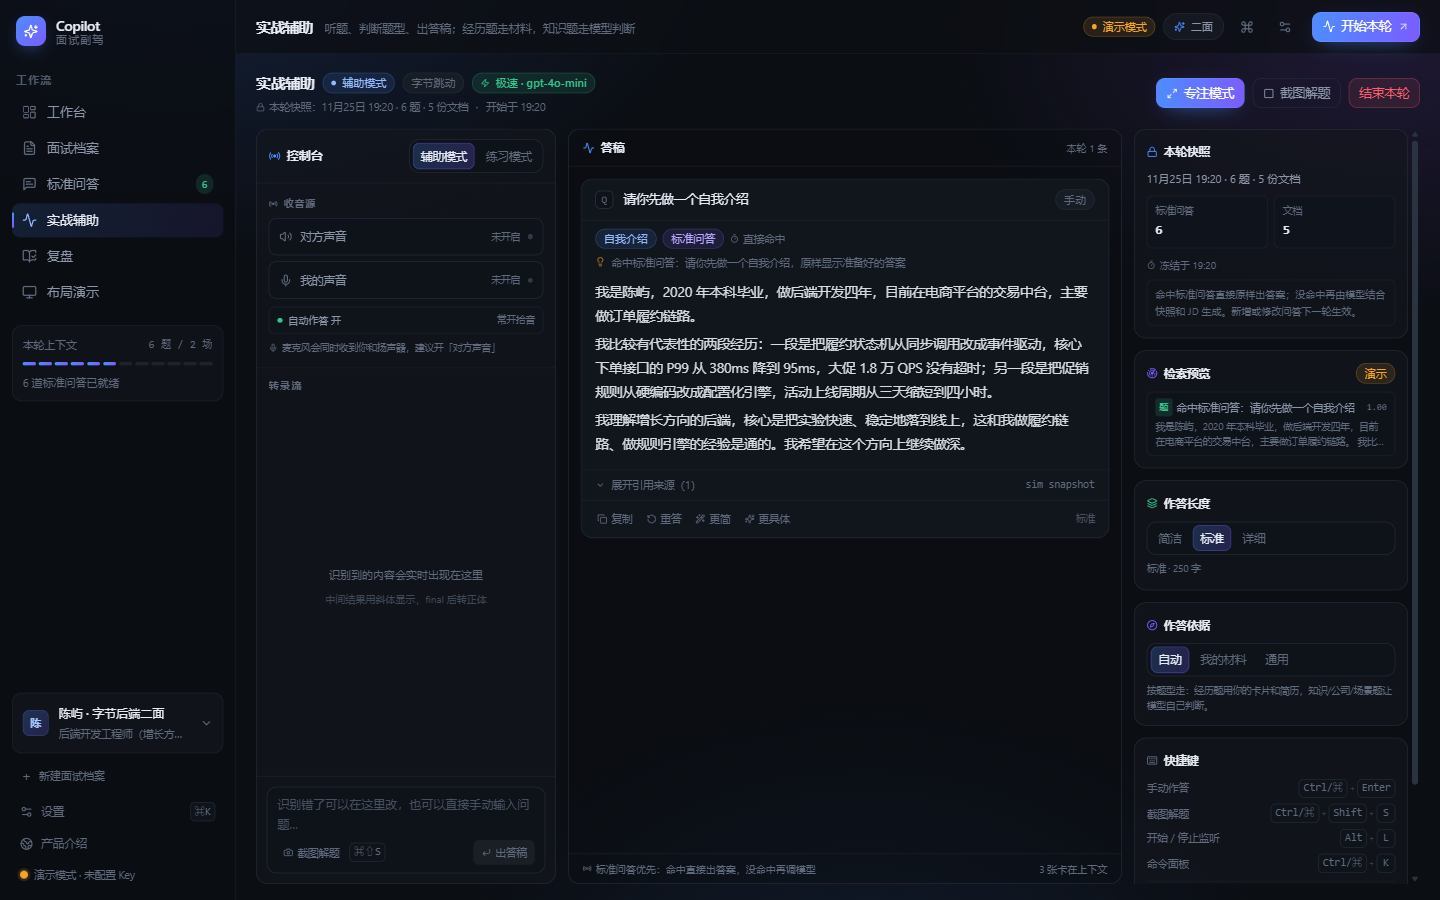 Copilot
面试副驾
工作流
工作台
面试档案
标准问答 6
实战辅助
复盘
布局演示
本轮上下文 6 题 / 2 场
6 道标准问答已就绪
陈 陈屿 · 字节后端二面
后端开发工程师（增长方...
+ 新建面试档案
设置 ⌘K
产品介绍
演示模式 · 未配置 Key
实战辅助 听题、判断题型、出答稿；经历题走材料，知识题走模型判断
演示模式 二面 ⌘ 开始本轮
实战辅助 辅助模式 字节跳动 极速 · gpt-4o-mini
本轮快照：11月25日 19:20 · 6 题 · 5 份文档 · 开始于 19:20
专注模式 截图解题 结束本轮
控制台 辅助模式 练习模式
收音源
对方声音 未开启
我的声音 未开启
自动作答 开 常开拾音
麦克风会同时收到你和扬声器，建议开「对方声音」
转录流
识别到的内容会实时出现在这里
中间结果用斜体显示，final 后转正体
识别错了可以在这里改，也可以直接手动输入问题...
截图解题 ⌘⇧S 出答稿
答稿 本轮 1 条
Q 请你先做一个自我介绍 手动
自我介绍 标准问答 直接命中
命中标准问答：请你先做一个自我介绍，原样显示准备好的答案
我是陈屿，2020 年本科毕业，做后端开发四年，目前在电商平台的交易中台，主要
做订单履约链路。
我比较有代表性的两段经历：一段是把履约状态机从同步调用改成事件驱动，核心
下单接口的 P99 从 380ms 降到 95ms，大促 1.8 万 QPS 没有超时；另一段是把促销
规则从硬编码改成配置化引擎，活动上线周期从三天缩短到四小时。
我理解增长方向的后端，核心是把实验快速、稳定地落到线上，这和我做履约链
路、做规则引擎的经验是通的。我希望在这个方向上继续做深。
展开引用来源（1） sim snapshot
复制 重答 更简 更具体 标准
标准问答优先：命中直接出答案，没命中再调模型 3 张卡在上下文
本轮快照
11月25日 19:20 · 6 题 · 5 份文档
标准问答 文档
6 5
冻结于 19:20
命中标准问答直接原样出答案；没命中再由模型结合
快照和 JD 生成。新增或修改问答下一轮生效。
检索预览 演示
题 命中标准问答：请你先做一个自我介绍 1.00
我是陈屿，2020 年本科毕业，做后端开发四年，目前
在电商平台的交易中台，主要做订单履约链路。 我比...
作答长度
简洁 标准 详细
标准 · 250 字
作答依据
自动 我的材料 通用
按题型走：经历题用你的卡片和简历，知识/公司/场景题让
模型自己判断。
快捷键
手动作答 Ctrl/⌘ + Enter
截图解题 Ctrl/⌘ + Shift + S
开始 / 停止监听 Alt + L
命令面板 Ctrl/⌘ + K